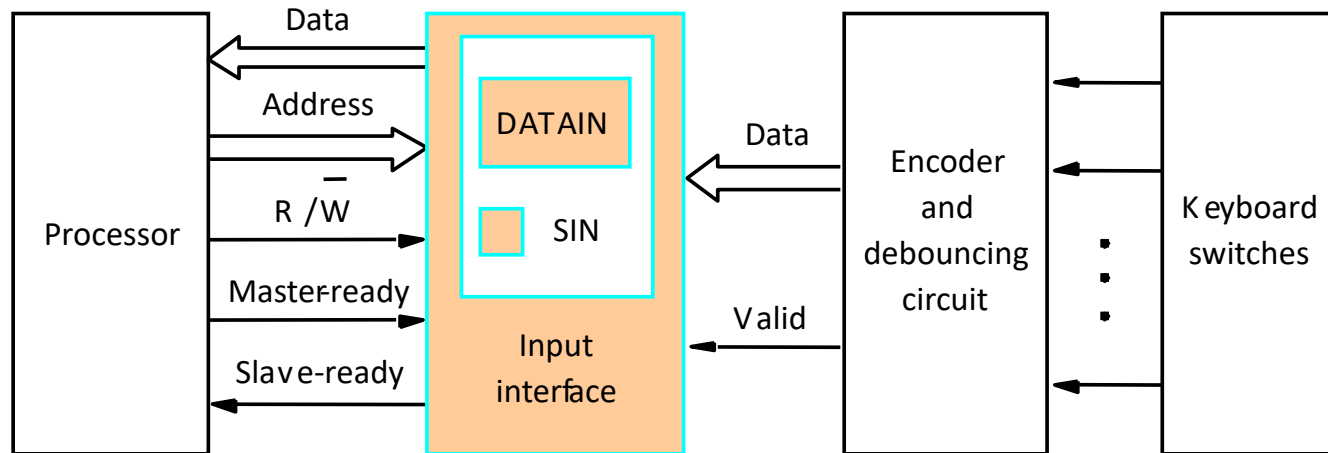 Data
Address
R / W̅
Master-ready
Slave-ready
Processor
DATAIN
SIN
Input
interface
Data
Valid
Encoder
and
debouncing
circuit
Keyboard
switches